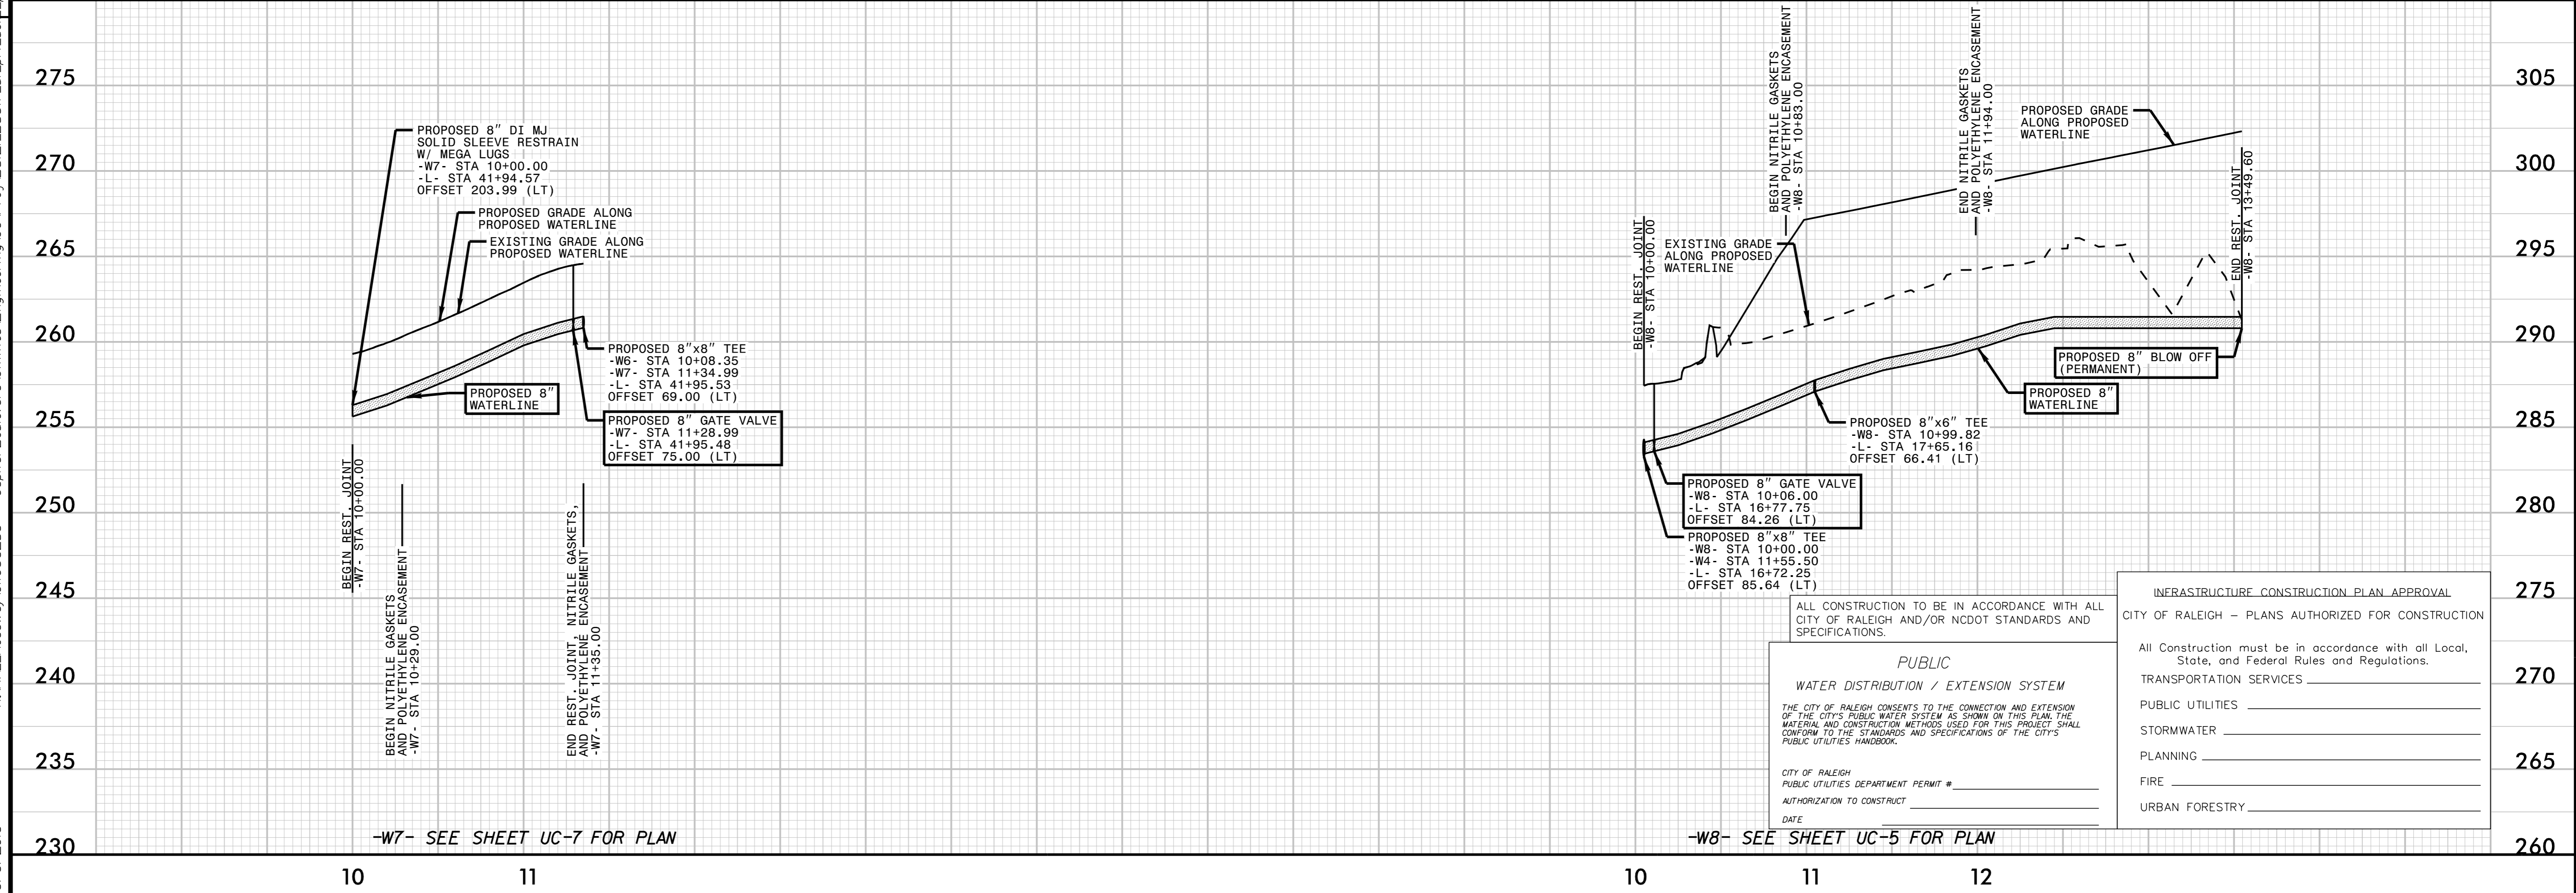 275
270
265
260
255
250
245
240
235
230
PROPOSED 8" DI MJ
SOLID SLEEVE RESTRAIN
W/ MEGA LUGS
-W7- STA 10+00.00
-L- STA 41+94.57
OFFSET 203.99 (LT)
PROPOSED GRADE ALONG
PROPOSED WATERLINE
EXISTING GRADE ALONG
PROPOSED WATERLINE
PROPOSED 8"
WATERLINE
PROPOSED 8"x8" TEE
-W6- STA 10+08.35
-W7- STA 11+34.99
-L- STA 41+95.53
OFFSET 69.00 (LT)
PROPOSED 8" GATE VALVE
-W7- STA 11+28.99
-L- STA 41+95.48
OFFSET 75.00 (LT)
BEGIN REST. JOINT
-W7- STA 10+00.00
BEGIN NITRILE GASKETS
AND POLYETHYLENE ENCASEMENT
-W7- STA 10+29.00
END REST. JOINT, NITRILE GASKETS,
AND POLYETHYLENE ENCASEMENT
-W7- STA 11+35.00
-W7- SEE SHEET UC-7 FOR PLAN
10
11
BEGIN REST. JOINT
-W8- STA 10+00.00
EXISTING GRADE
ALONG PROPOSED
WATERLINE
BEGIN NITRILE GASKETS
AND POLYETHYLENE ENCASEMENT
-W8- STA 10+83.00
END NITRILE GASKETS
AND POLYETHYLENE ENCASEMENT
-W8- STA 11+94.00
PROPOSED GRADE
ALONG PROPOSED
WATERLINE
END REST. JOINT
-W8- STA 13+49.60
PROPOSED 8" BLOW OFF
(PERMANENT)
PROPOSED 8"
WATERLINE
PROPOSED 8"x6" TEE
-W8- STA 10+99.82
-L- STA 17+65.16
OFFSET 66.41 (LT)
PROPOSED 8" GATE VALVE
-W8- STA 10+06.00
-L- STA 16+77.75
OFFSET 84.26 (LT)
PROPOSED 8"x8" TEE
-W8- STA 10+00.00
-W4- STA 11+55.50
-L- STA 16+72.25
OFFSET 85.64 (LT)
ALL CONSTRUCTION TO BE IN ACCORDANCE WITH ALL
CITY OF RALEIGH AND/OR NCDOT STANDARDS AND
SPECIFICATIONS.
PUBLIC
WATER DISTRIBUTION / EXTENSION SYSTEM
THE CITY OF RALEIGH CONSENTS TO THE CONNECTION AND EXTENSION
OF THE CITY'S PUBLIC WATER SYSTEM AS SHOWN ON THIS PLAN. THE
MATERIAL AND CONSTRUCTION METHODS USED FOR THIS PROJECT SHALL
CONFORM TO THE STANDARDS AND SPECIFICATIONS OF THE CITY'S
PUBLIC UTILITIES HANDBOOK.
CITY OF RALEIGH
PUBLIC UTILITIES DEPARTMENT PERMIT #
AUTHORIZATION TO CONSTRUCT
DATE
INFRASTRUCTURE CONSTRUCTION PLAN APPROVAL
CITY OF RALEIGH – PLANS AUTHORIZED FOR CONSTRUCTION
All Construction must be in accordance with all Local,
State, and Federal Rules and Regulations.
TRANSPORTATION SERVICES
PUBLIC UTILITIES
STORMWATER
PLANNING
FIRE
URBAN FORESTRY
-W8- SEE SHEET UC-5 FOR PLAN
10
11
12
305
300
295
290
285
280
275
270
265
260